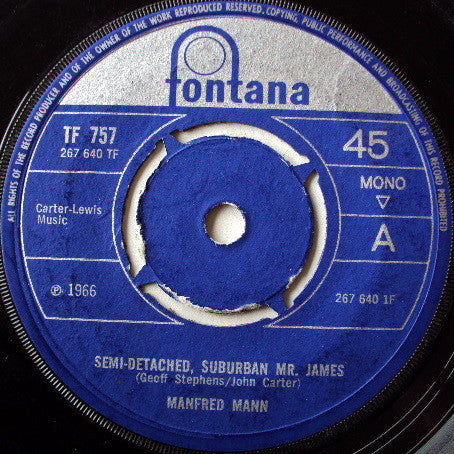 ALL RIGHTS OF THE RECORD PRODUCER AND OF THE OWNER OF THE WORK REPRODUCED RESERVED. COPYING, PUBLIC PERFORMANCE AND BROADCASTING OF THIS RECORD PROHIBITED
fontana
TF 757
267 640 TF
45
Carter-Lewis
Music
MONO
A
℗ 1966
267 640 1F
SEMI-DETACHED, SUBURBAN MR. JAMES
(Geoff Stephens/John Carter)
MANFRED MANN